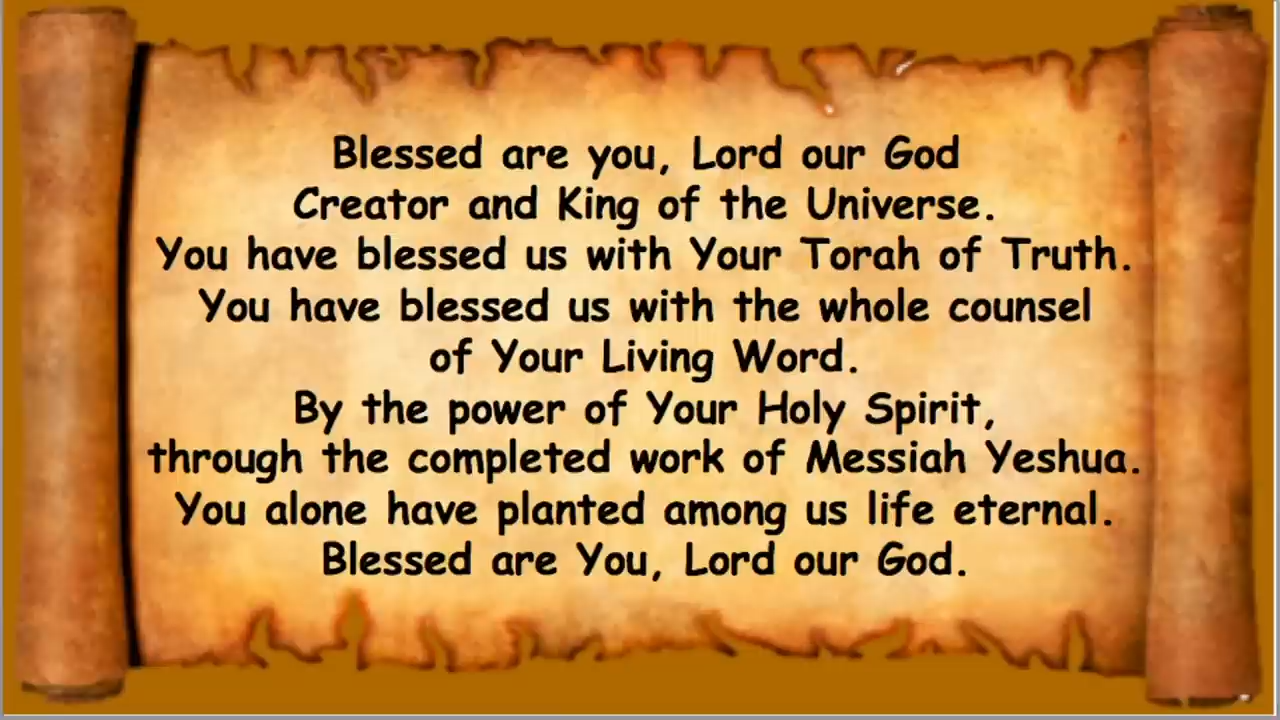 Blessed are you, Lord our God
Creator and King of the Universe.
You have blessed us with Your Torah of Truth.
You have blessed us with the whole counsel
of Your Living Word.
By the power of Your Holy Spirit,
through the completed work of Messiah Yeshua.
You alone have planted among us life eternal.
Blessed are You, Lord our God.